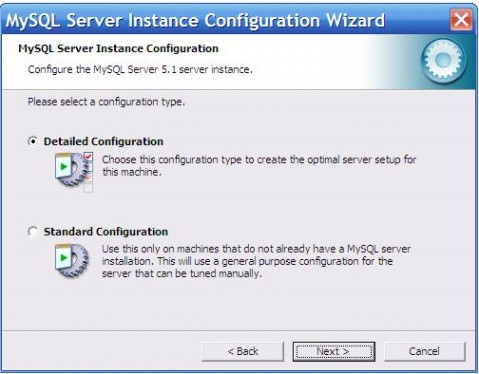 MySQL Server Instance Configuration Wizard
MySQL Server Instance Configuration
Configure the MySQL Server 5.1 server instance.
Please select a configuration type.
Detailed Configuration
Choose this configuration type to create the optimal server setup for
this machine.
Standard Configuration
Use this only on machines that do not already have a MySQL server
installation. This will use a general purpose configuration for the
server that can be tuned manually.
< Back
Next >
Cancel